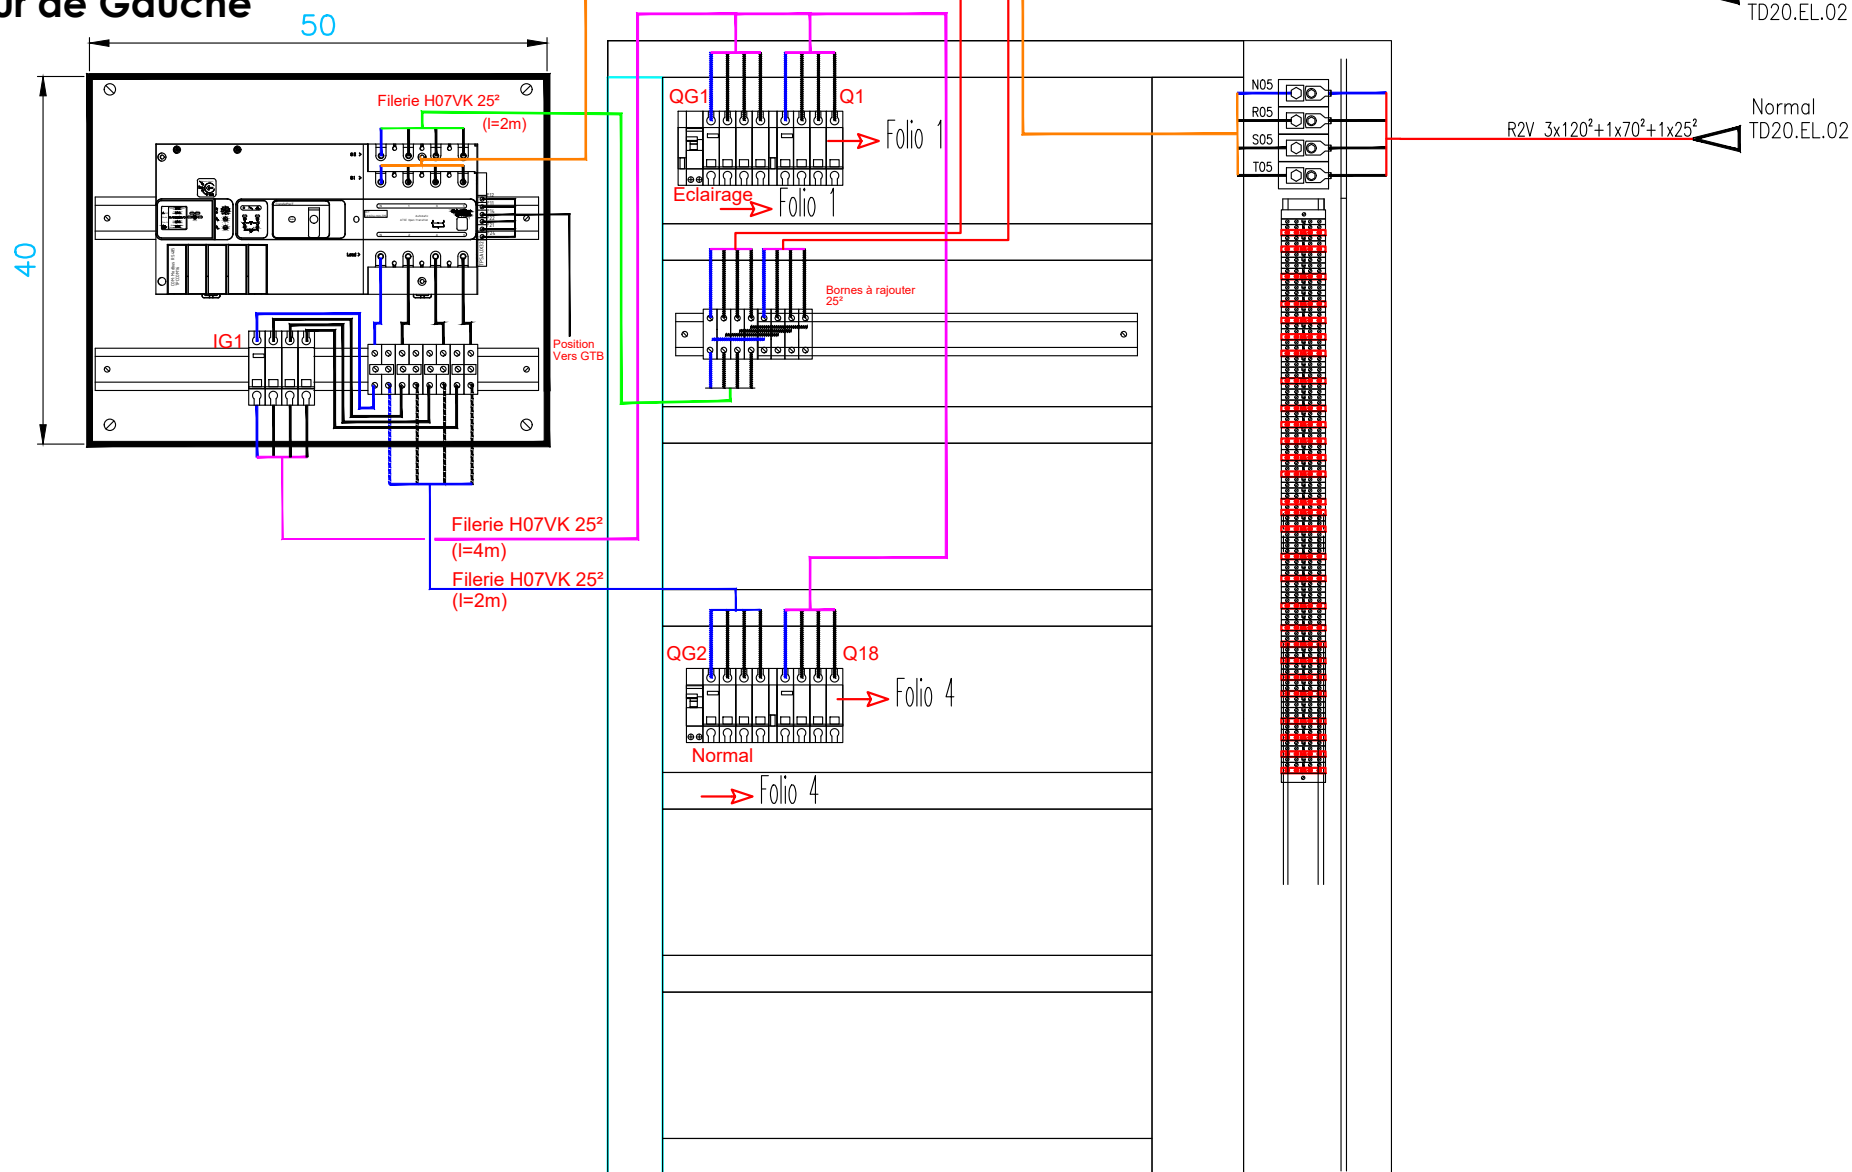 ur de Gauche
50
40
TD20.EL.02
Filerie H07VK 25²
(l=2m)
QG1
Q1
Folio 1
Eclairage
Folio 1
N05
R05
S05
T05
R2V 3x120²+1x70²+1x25²
Normal
TD20.EL.02
Bornes à rajouter
25²
IG1
Position
Vers GTB
Filerie H07VK 25²
(l=4m)
Filerie H07VK 25²
(l=2m)
QG2
Q18
Folio 4
Normal
Folio 4